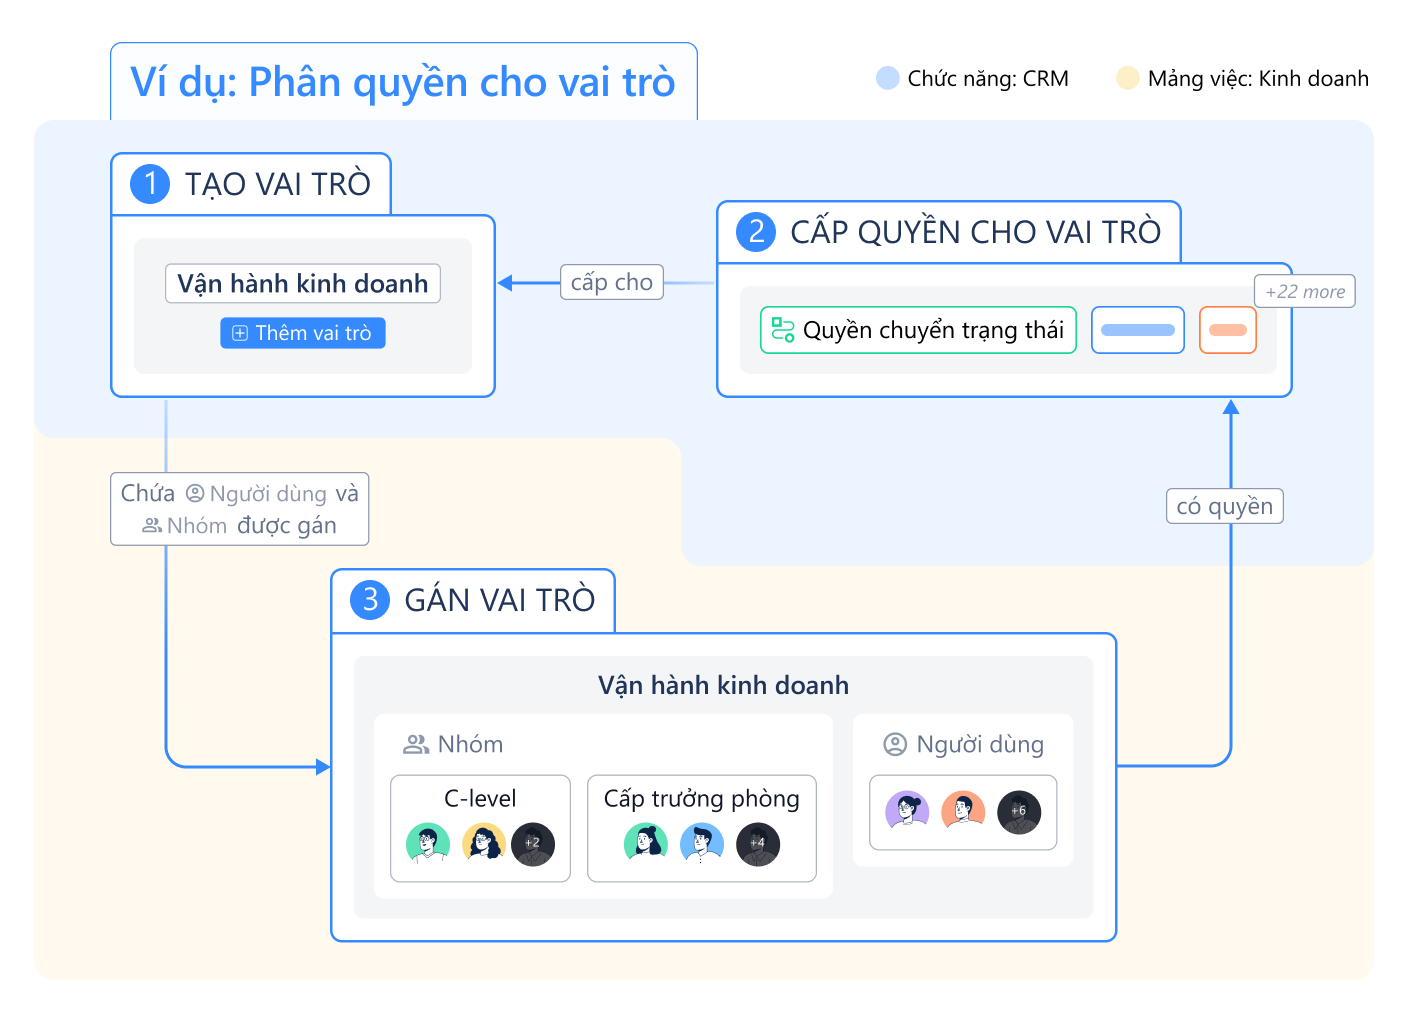 Ví dụ: Phân quyền cho vai trò
Chức năng: CRM
Mảng việc: Kinh doanh
1 TẠO VAI TRÒ
Vận hành kinh doanh
Thêm vai trò
cấp cho
2 CẤP QUYỀN CHO VAI TRÒ
+22 more
Quyền chuyển trạng thái
Chứa Người dùng và
Nhóm được gán
có quyền
3 GÁN VAI TRÒ
Vận hành kinh doanh
Nhóm
C-level
+2
Cấp trưởng phòng
+4
Người dùng
+6